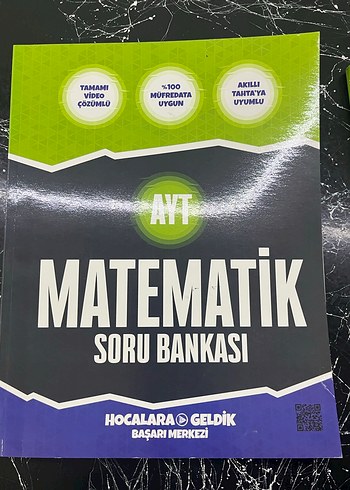 TAMAMI
VİDEO
ÇÖZÜMLÜ
%100
MÜFREDATA
UYGUN
AKILLI
TAHTA'YA
UYUMLU
AYT
MATEMATİK
SORU BANKASI
HOCALARA GELDİK
BAŞARI MERKEZİ